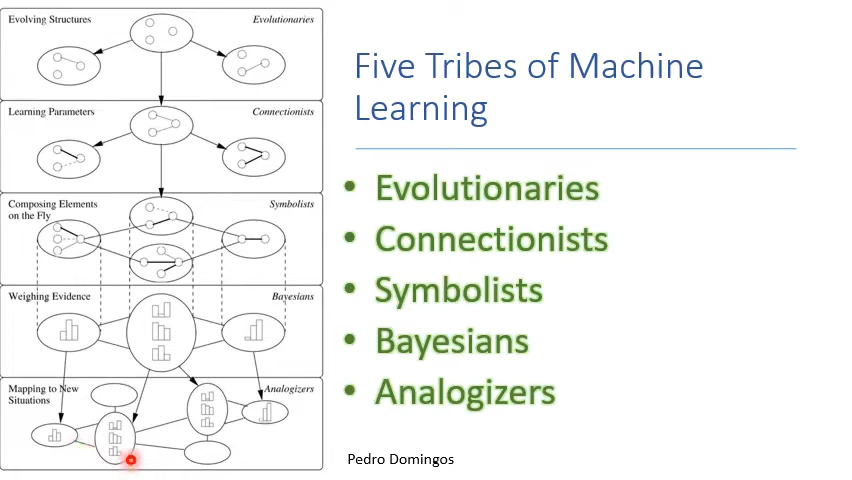 Evolving Structures
Evolutionaries
Learning Parameters
Connectionists
Composing Elements
on the Fly
Symbolists
Weighing Evidence
Bayesians
Mapping to New
Situations
Analogizers
Five Tribes of Machine
Learning
• Evolutionaries
• Connectionists
• Symbolists
• Bayesians
• Analogizers
Pedro Domingos